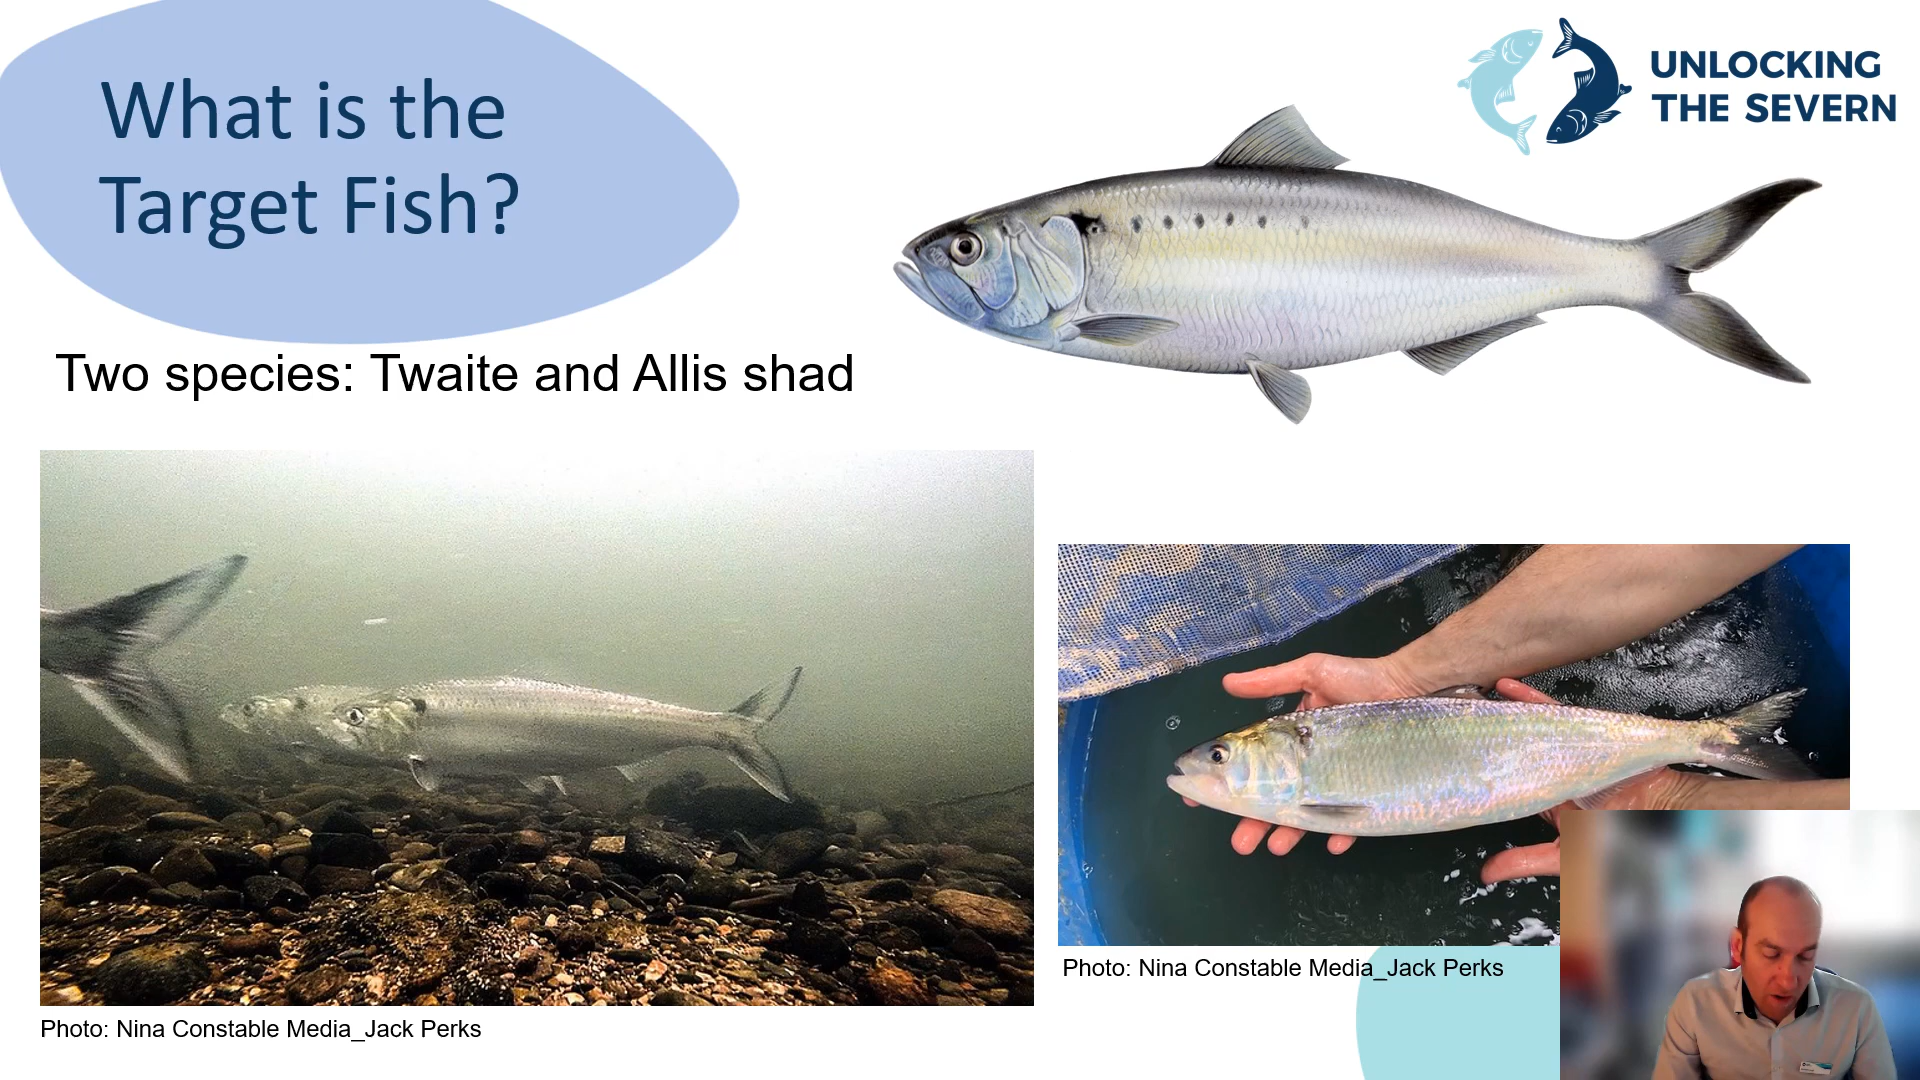 What is the
Target Fish?
UNLOCKING
THE SEVERN
Two species: Twaite and Allis shad
Photo: Nina Constable Media_Jack Perks
Photo: Nina Constable Media_Jack Perks